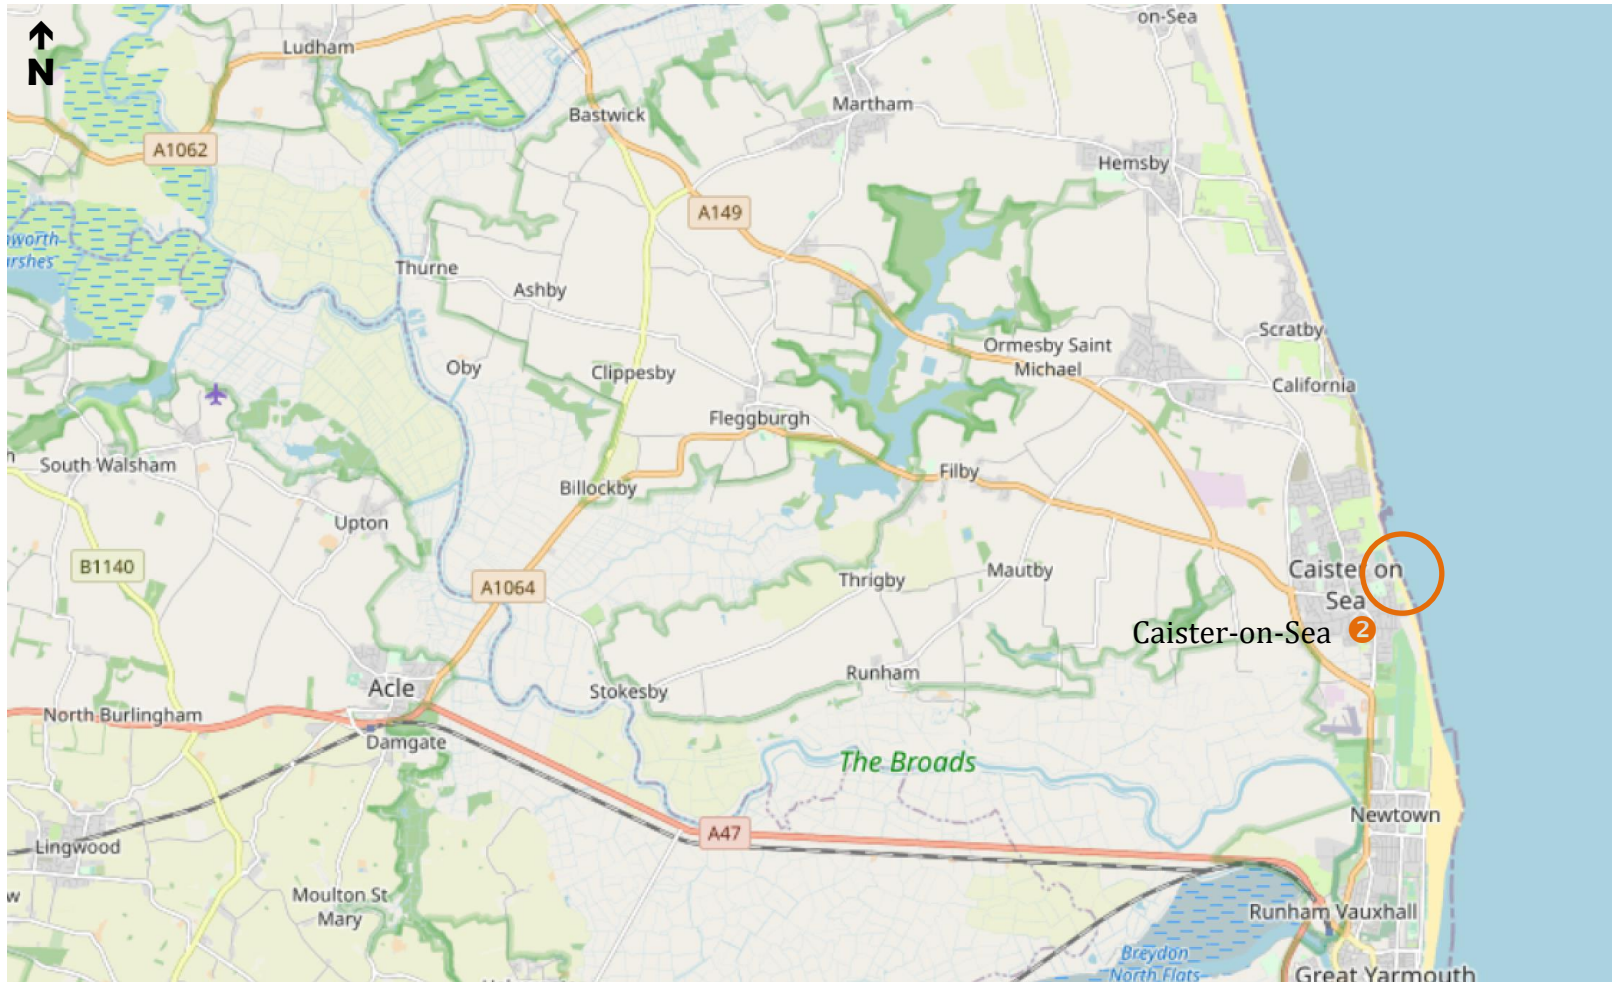 on-Sea
N
Ludham
Martham
Bastwick
A1062
Hemsby
A149
Thurne
Ashby
Scratby
Ormesby Saint
Michael
Oby
Clippesby
California
Fleggburgh
South Walsham
Filby
Billockby
Upton
B1140
A1064
Thrigby
Mautby
Caister on
Sea
Caister-on-Sea
2
Runham
Acle
Stokesby
North Burlingham
Damgate
The Broads
Newtown
A47
Lingwood
Moulton St
Mary
Runham Vauxhall
Breydon
North Flats
Great Yarmouth